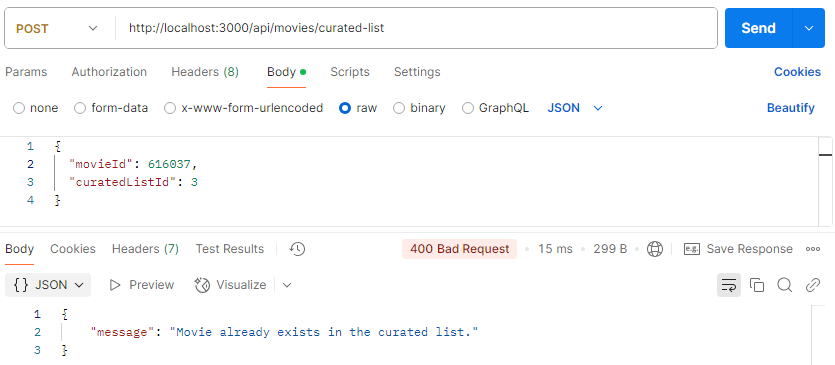 POST http://localhost:3000/api/movies/curated-list Send
Params Authorization Headers (8) Body Scripts Settings Cookies
none form-data x-www-form-urlencoded raw binary GraphQL JSON Beautify
1 {
2 "movieId": 616037,
3 "curatedListId": 3
4 }
Body Cookies Headers (7) Test Results 400 Bad Request 15 ms 299 B e.g. Save Response
{} JSON Preview Visualize
1 {
2 "message": "Movie already exists in the curated list."
3 }